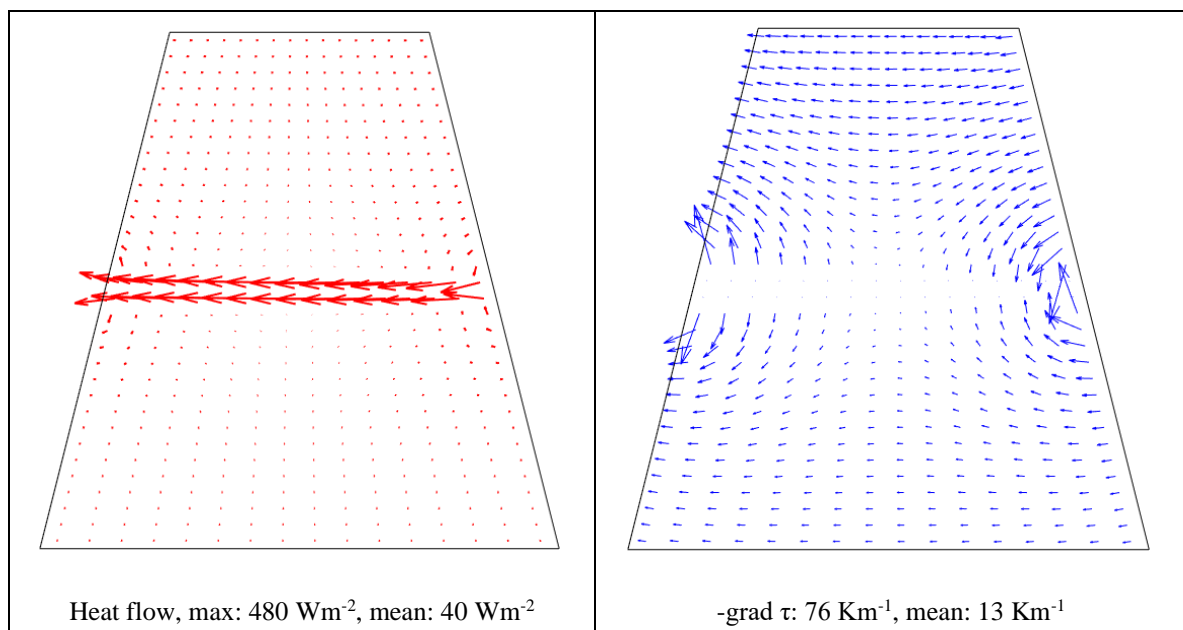 Heat flow, max: 480 Wm⁻², mean: 40 Wm⁻²
-grad τ: 76 Km⁻¹, mean: 13 Km⁻¹